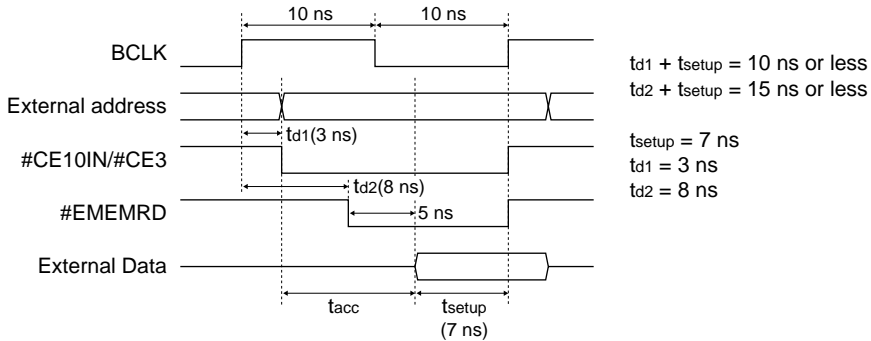 10 ns 10 ns
BCLK
td1 + tsetup = 10 ns or less
td2 + tsetup = 15 ns or less
External address
td1(3 ns)
tsetup = 7 ns
#CE10IN/#CE3
td1 = 3 ns
td2(8 ns)
td2 = 8 ns
#EMEMRD
5 ns
External Data
tacc tsetup
(7 ns)